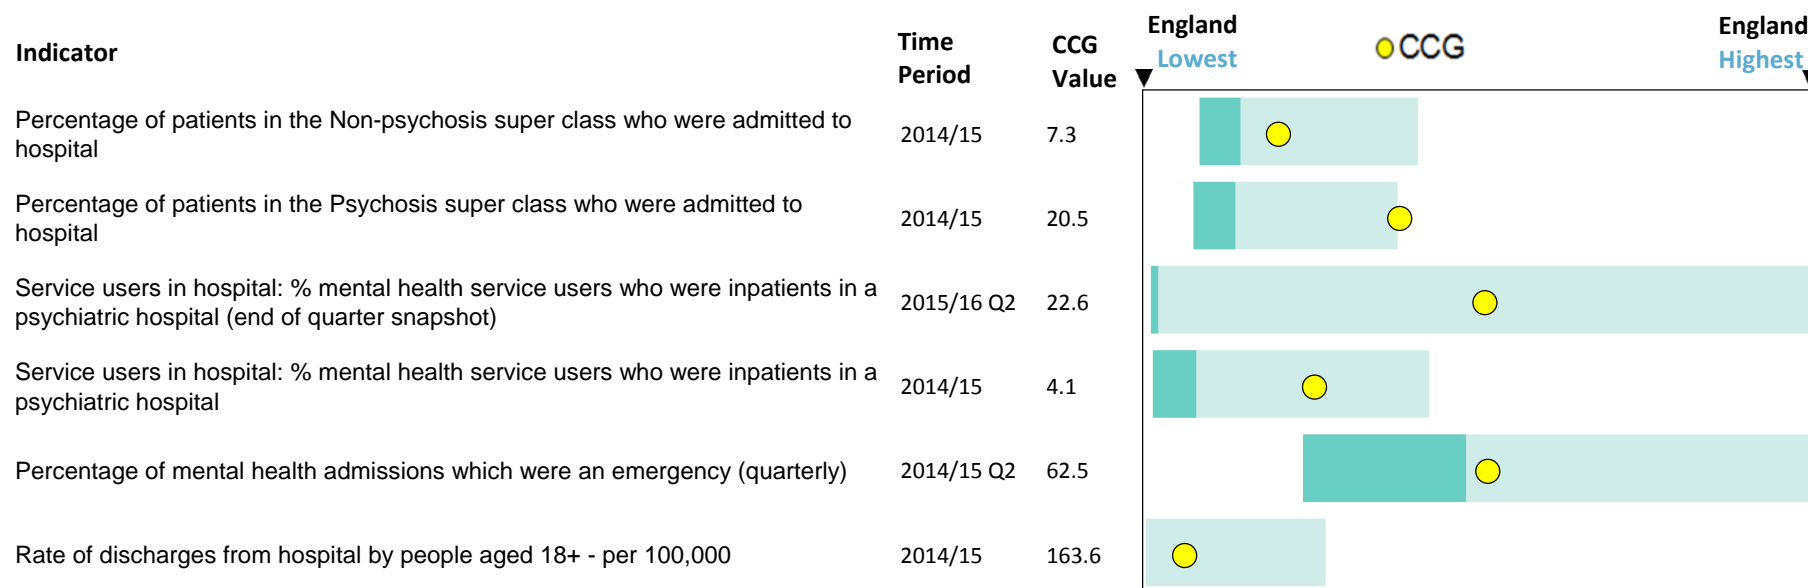 Indicator
Time
Period
CCG
Value
England
Lowest
CCG
England
Highest
Percentage of patients in the Non-psychosis super class who were admitted to
hospital
2014/15
7.3
Percentage of patients in the Psychosis super class who were admitted to
hospital
2014/15
20.5
Service users in hospital: % mental health service users who were inpatients in a
psychiatric hospital (end of quarter snapshot)
2015/16 Q2
22.6
Service users in hospital: % mental health service users who were inpatients in a
psychiatric hospital
2014/15
4.1
Percentage of mental health admissions which were an emergency (quarterly)
2014/15 Q2
62.5
Rate of discharges from hospital by people aged 18+ - per 100,000
2014/15
163.6